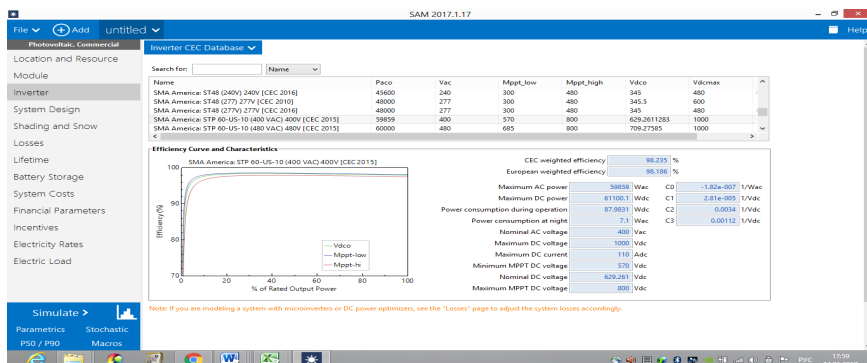 SAM 2017.1.17
File Add untitled Help
Photovoltaic, Commercial
Location and Resource
Module
Inverter
System Design
Shading and Snow
Losses
Lifetime
Battery Storage
System Costs
Financial Parameters
Incentives
Electricity Rates
Electric Load
Simulate >
Parametrics Stochastic
P50 / P90 Macros
Inverter CEC Database
Search for: Name
Name Paco Vac Mppt_low Mppt_high Vdco Vdcmax
SMA America: ST48 (240V) 240V [CEC 2016] 45600 240 300 480 345 480
SMA America: ST48 (277) 277V [CEC 2010] 48000 277 300 480 345.5 600
SMA America: ST48 (277V) 277V [CEC 2016] 48000 277 300 480 345 480
SMA America: STP 60-US-10 (400 VAC) 400V [CEC 2015] 59859 400 570 800 629.2611283 1000
SMA America: STP 60-US-10 (480 VAC) 480V [CEC 2015] 60000 480 685 800 709.27585 1000
Efficiency Curve and Characteristics
SMA America: STP 60-US-10 (400 VAC) 400V [CEC 2015]
100
90
80
70
Efficiency(%)
Vdco
Mppt-low
Mppt-hi
0 20 40 60 80 100
% of Rated Output Power
CEC weighted efficiency 98.235 %
European weighted efficiency 98.186 %
Maximum AC power 59859 Wac C0 -1.82e-007 1/Wac
Maximum DC power 61100.1 Wdc C1 2.81e-005 1/Vdc
Power consumption during operation 87.9831 Wdc C2 0.0034 1/Vdc
Power consumption at night 7.1 Wac C3 0.00112 1/Vdc
Nominal AC voltage 400 Vac
Maximum DC voltage 1000 Vdc
Maximum DC current 110 Adc
Minimum MPPT DC voltage 570 Vdc
Nominal DC voltage 629.261 Vdc
Maximum MPPT DC voltage 800 Vdc
Note: If you are modeling a system with microinverters or DC power optimizers, see the "Losses" page to adjust the system losses accordingly.
РУС 17:59